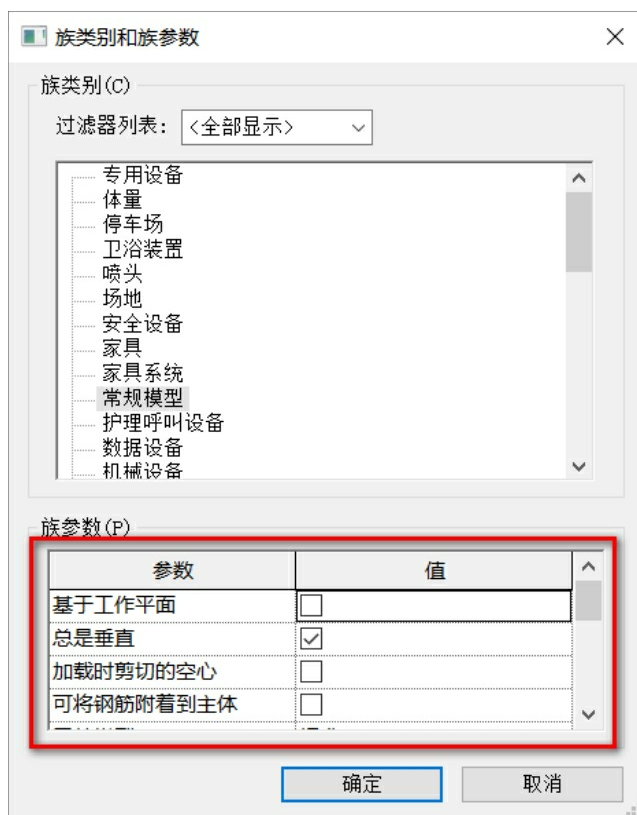 族类别和族参数
族类别(C)
过滤器列表: <全部显示>
专用设备
体量
停车场
卫浴装置
喷头
场地
安全设备
家具
家具系统
常规模型
护理呼叫设备
数据设备
机械设备
族参数(P)
参数 值
基于工作平面
总是垂直
加载时剪切的空心
可将钢筋附着到主体
确定 取消